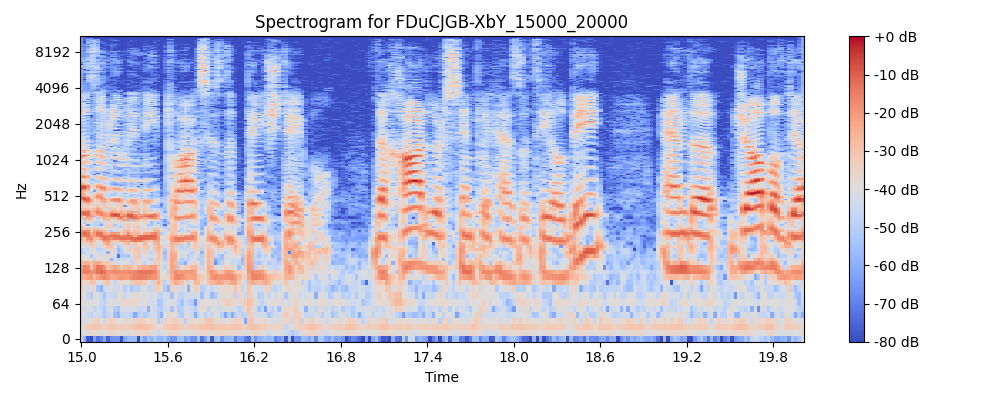 Spectrogram for FDuCJGB-XbY_15000_20000
8192
4096
2048
1024
512
256
128
64
0
Hz
15.0 15.6 16.2 16.8 17.4 18.0 18.6 19.2 19.8
Time
+0 dB
-10 dB
-20 dB
-30 dB
-40 dB
-50 dB
-60 dB
-70 dB
-80 dB